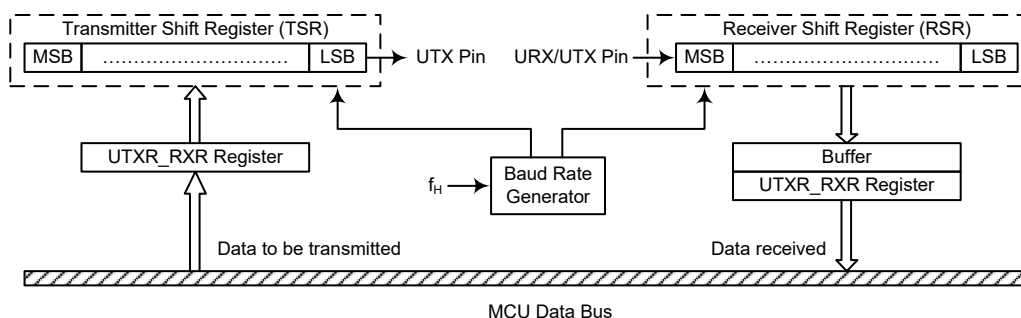 Transmitter Shift Register (TSR)
MSB ................................ LSB
UTX Pin
URX/UTX Pin
Receiver Shift Register (RSR)
MSB ................................ LSB
UTXR_RXR Register
Buffer
UTXR_RXR Register
fH
Baud Rate
Generator
Data to be transmitted
Data received
MCU Data Bus